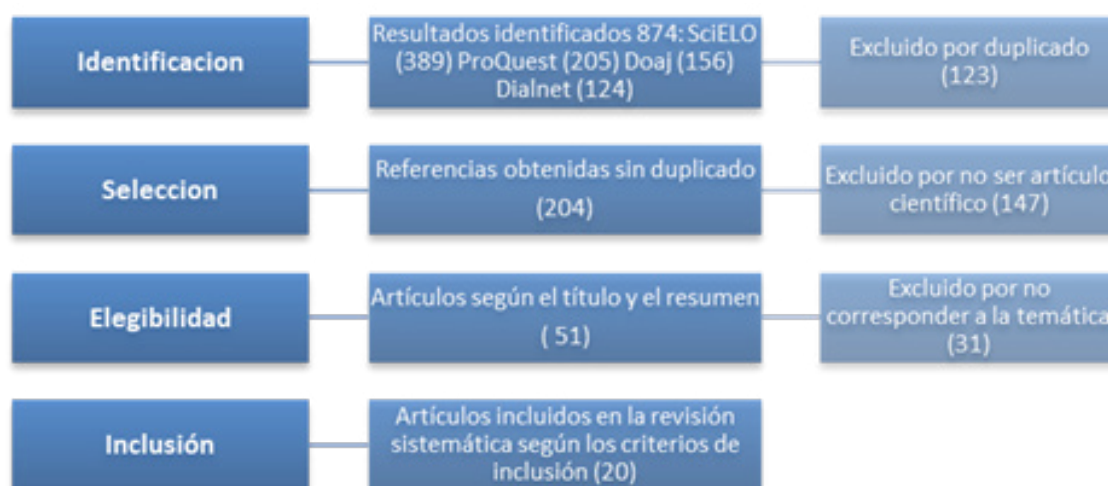 Identificacion
Resultados identificados 874: SciELO
(389) ProQuest (205) Doaj (156)
Dialnet (124)
Excluido por duplicado
(123)
Seleccion
Referencias obtenidas sin duplicado
(204)
Excluido por no ser artículo
científico (147)
Elegibilidad
Artículos según el título y el resumen
( 51)
Excluido por no
corresponder a la temática
(31)
Inclusión
Artículos incluidos en la revisión
sistemática según los criterios de
inclusión (20)